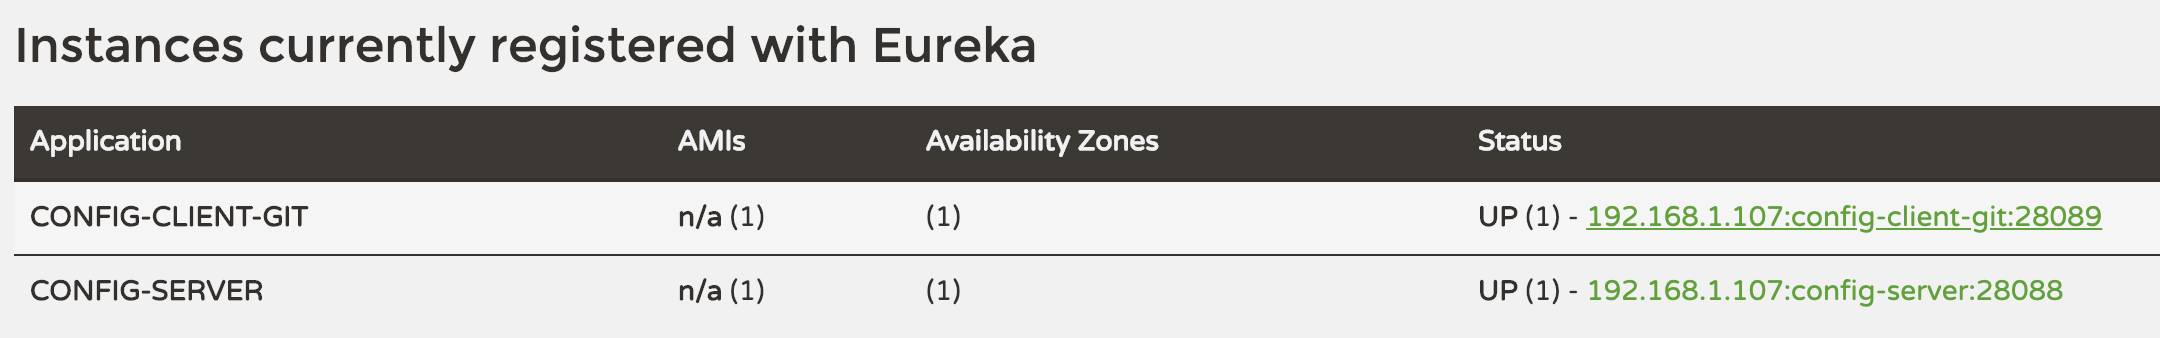 Instances currently registered with Eureka
Application AMIs Availability Zones Status
CONFIG-CLIENT-GIT n/a (1) (1) UP (1) - 192.168.1.107:config-client-git:28089
CONFIG-SERVER n/a (1) (1) UP (1) - 192.168.1.107:config-server:28088